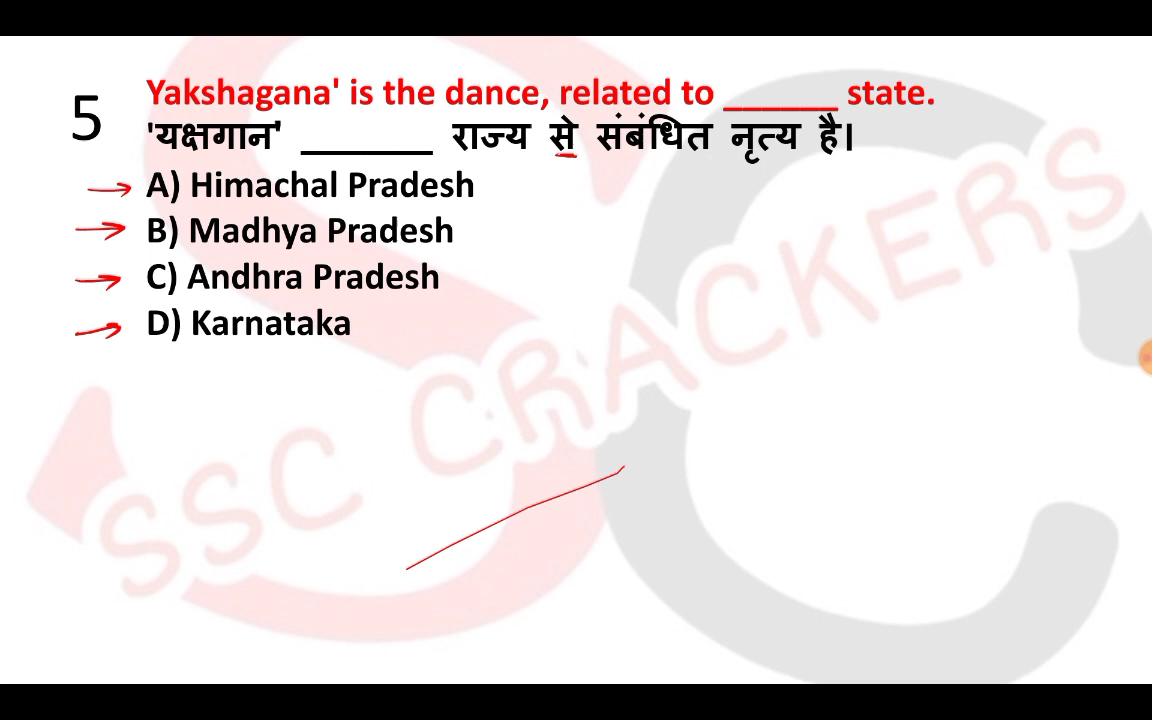 5
Yakshagana' is the dance, related to ______ state.
'यक्षगान' ______ राज्य से संबंधित नृत्य है।
A) Himachal Pradesh
B) Madhya Pradesh
C) Andhra Pradesh
D) Karnataka
SSC CRACKERS